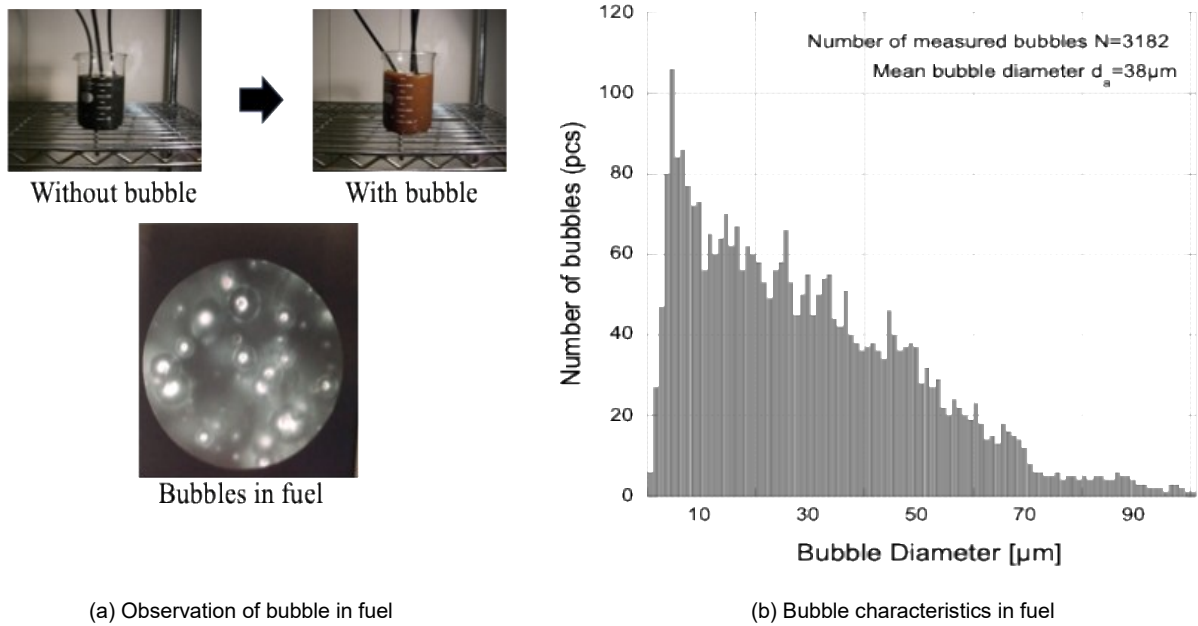 Without bubble
With bubble
Bubbles in fuel
(a) Observation of bubble in fuel
Number of measured bubbles N=3182
Mean bubble diameter dₐ=38μm
Number of bubbles (pcs)
120
100
80
60
40
20
0
10 30 50 70 90
Bubble Diameter [μm]
(b) Bubble characteristics in fuel